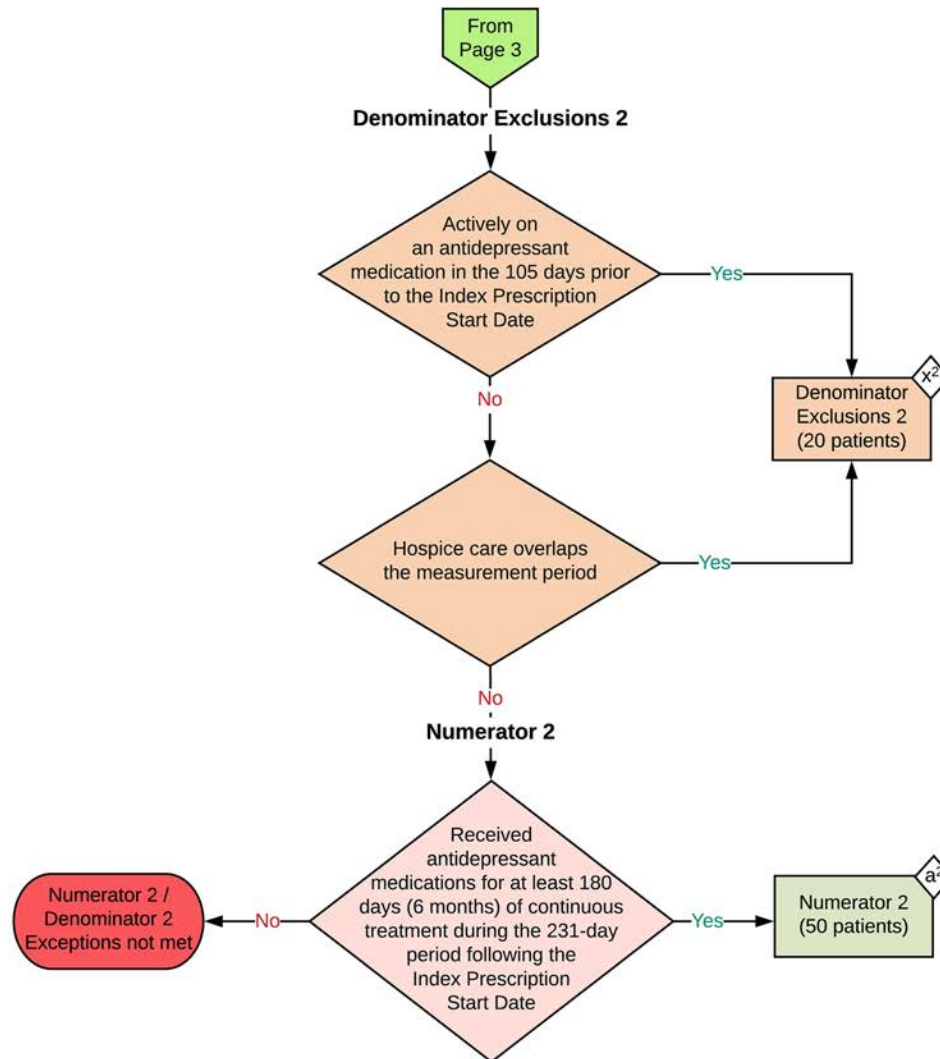 From
Page 3
Denominator Exclusions 2
Actively on
an antidepressant
medication in the 105 days prior
to the Index Prescription
Start Date
Yes
No
x²
Denominator
Exclusions 2
(20 patients)
Hospice care overlaps
the measurement period
Yes
No
Numerator 2
Received
antidepressant
medications for at least 180
days (6 months) of continuous
treatment during the 231-day
period following the
Index Prescription
Start Date
No
Numerator 2 /
Denominator 2
Exceptions not met
Yes
a²
Numerator 2
(50 patients)